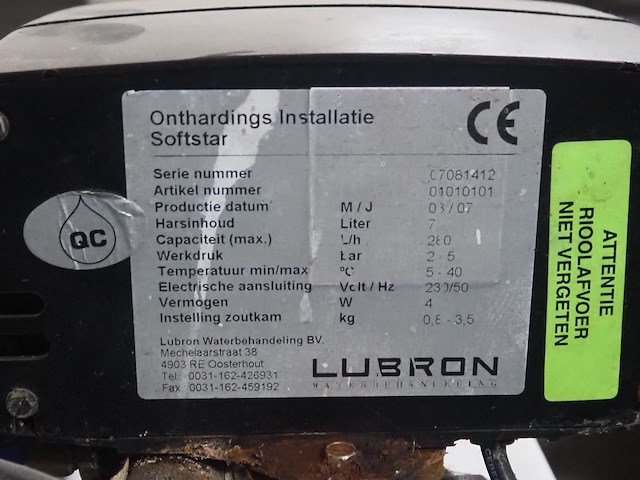 Onthardings Installatie
Softstar
CE
Serie nummer 07081412
Artikel nummer 01010101
Productie datum M / J 08/07
Harsinhoud Liter 7
Capaciteit (max.) L/h 280
Werkdruk bar 2 - 5
Temperatuur min/max ºC 5 - 40
Electrische aansluiting Volt / Hz 230/50
Vermogen W 4
Instelling zoutkam kg 0,8 - 3,5
Lubron Waterbehandeling BV.
Mechelaarstraat 38
4903 RE Oosterhout
Tel.: 0031-162-426931
Fax : 0031-162-459192
LUBRON
WATERBEHANDELING
QC
ATTENTIE
RIOOLAFVOER
NIET VERGETEN